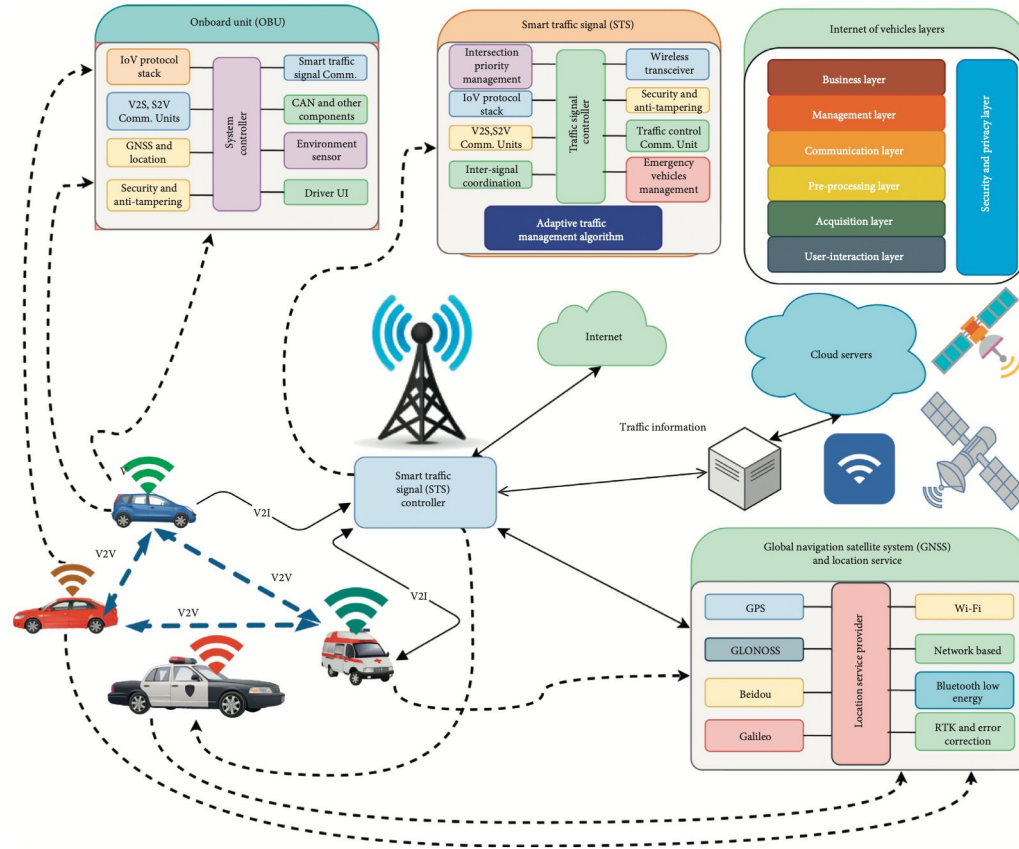 Onboard unit (OBU)
IoV protocol
stack
V2S, S2V
Comm. Units
GNSS and
location
Security and
anti-tampering
System
controller
Smart traffic
signal Comm.
CAN and other
components
Environment
sensor
Driver UI
Smart traffic signal (STS)
Intersection
priority
management
IoV protocol
stack
V2S,S2V
Comm. Units
Inter-signal
coordination
Traffic signal
controller
Wireless
transceiver
Security and
anti-tampering
Traffic control
Comm. Unit
Emergency
vehicles
management
Adaptive traffic
management algorithm
Internet of vehicles layers
Business layer
Management layer
Communication layer
Pre-processing layer
Acquisition layer
User-interaction layer
Security and privacy layer
Internet
Cloud servers
Traffic information
Smart traffic
signal (STS)
controller
V2I
V2V
V2V
V2V
V2I
Global navigation satellite system (GNSS)
and location service
GPS
GLONOSS
Beidou
Galileo
Location service provider
Wi-Fi
Network based
Bluetooth low
energy
RTK and error
correction